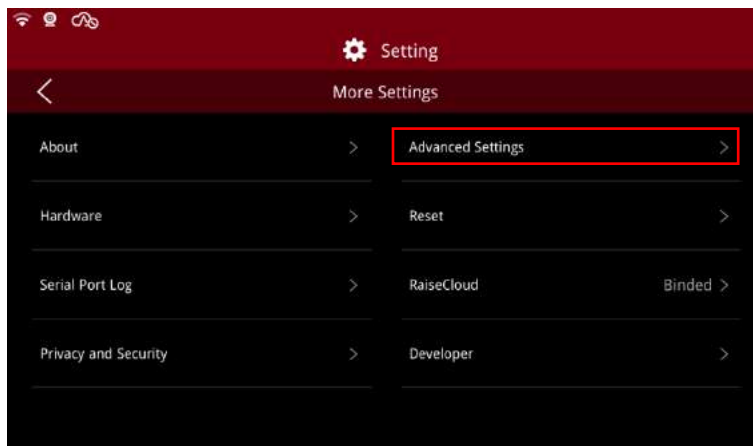 Setting
More Settings
About
Advanced Settings
Hardware
Reset
Serial Port Log
RaiseCloud Binded
Privacy and Security
Developer